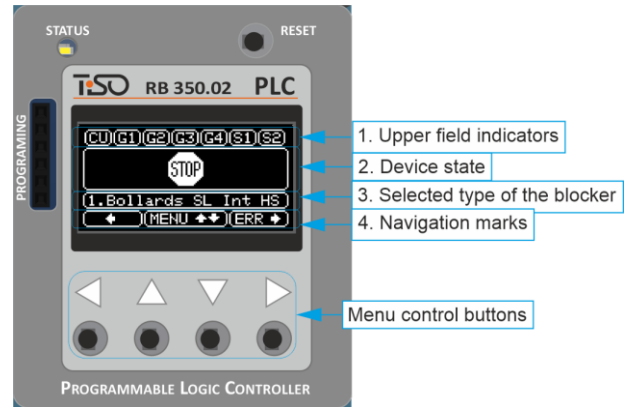 STATUS
RESET
TiSO RB 350.02 PLC
PROGRAMING
CU G1 G2 G3 G4 S1 S2
1. Upper field indicators
STOP
2. Device state
1.Bollards SL Int HS
3. Selected type of the blocker
MENU ERR
4. Navigation marks
Menu control buttons
PROGRAMMABLE LOGIC CONTROLLER